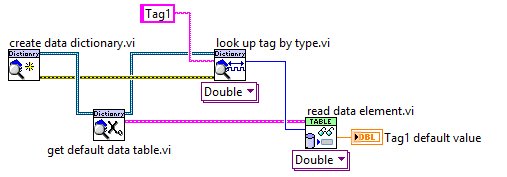 Tag1
create data dictionary.vi
look up tag by type.vi
Dictionary
Dictionary
Double
Dictionary
X
get default data table.vi
read data element.vi
TABLE
DBL
Tag1 default value
Double